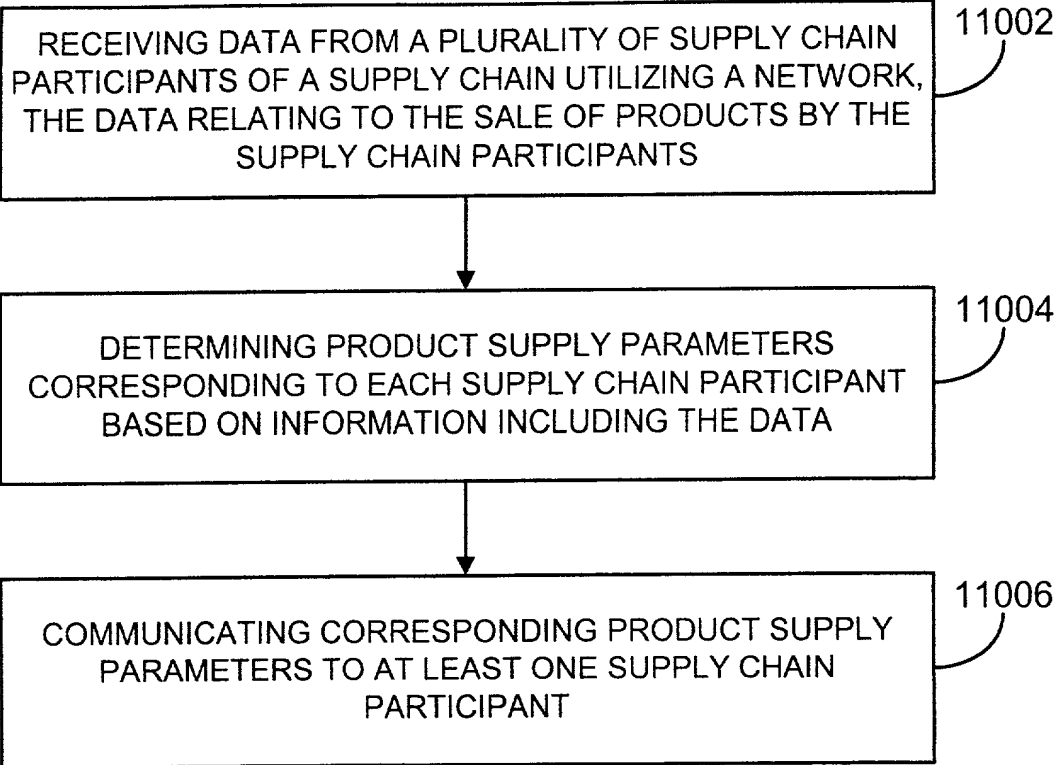 11002
RECEIVING DATA FROM A PLURALITY OF SUPPLY CHAIN
PARTICIPANTS OF A SUPPLY CHAIN UTILIZING A NETWORK,
THE DATA RELATING TO THE SALE OF PRODUCTS BY THE
SUPPLY CHAIN PARTICIPANTS
11004
DETERMINING PRODUCT SUPPLY PARAMETERS
CORRESPONDING TO EACH SUPPLY CHAIN PARTICIPANT
BASED ON INFORMATION INCLUDING THE DATA
11006
COMMUNICATING CORRESPONDING PRODUCT SUPPLY
PARAMETERS TO AT LEAST ONE SUPPLY CHAIN
PARTICIPANT